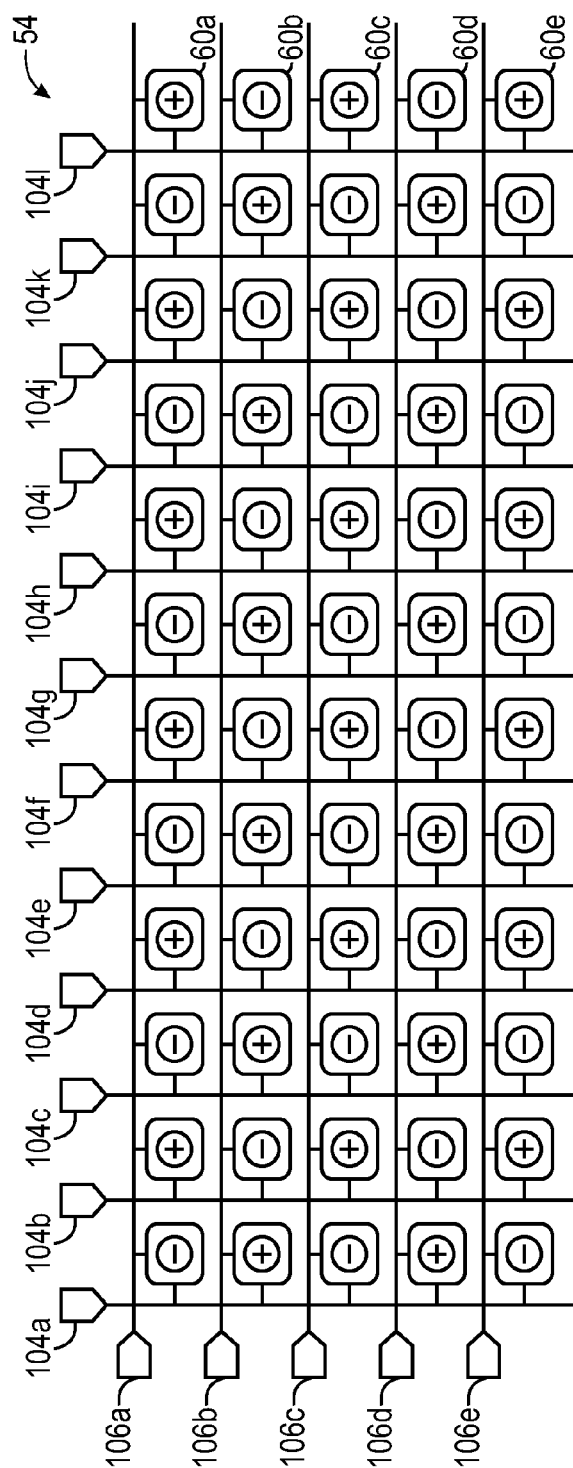 54
104a 104b 104c 104d 104e 104f 104g 104h 104i 104j 104k 104l
106a − + − + − + − + − + − + 60a
106b + − + − + − + − + − + − 60b
106c − + − + − + − + − + − + 60c
106d + − + − + − + − + − + − 60d
106e − + − + − + − + − + − + 60e